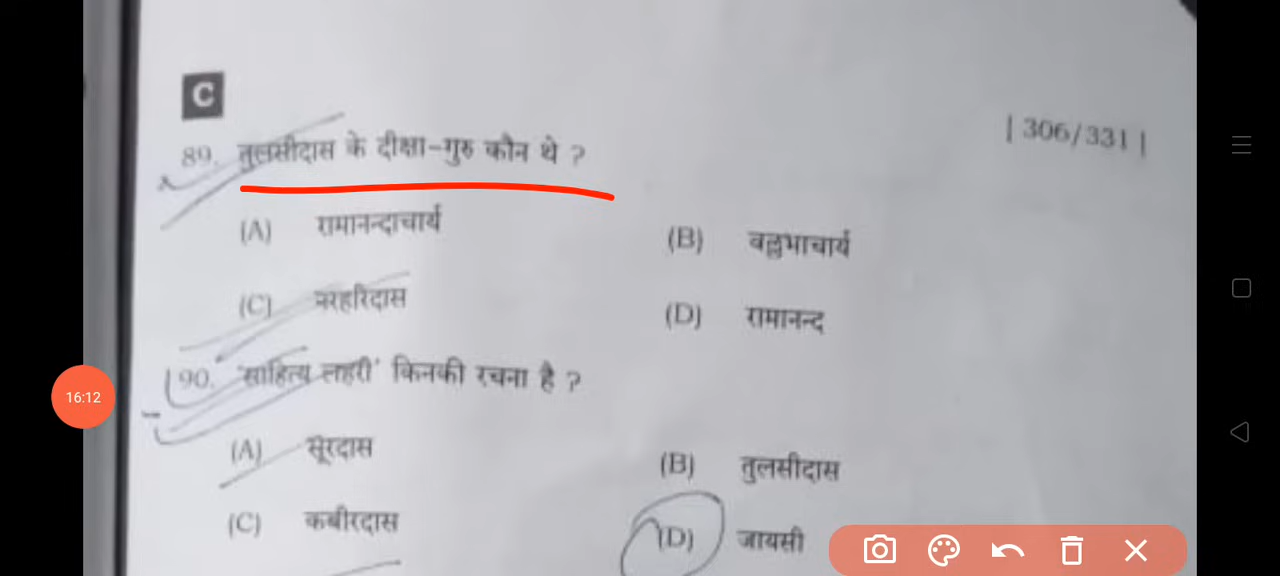 C
| 306/331 |
89. तुलसीदास के दीक्षा-गुरु कौन थे ?
(A) रामानन्दाचार्य
(B) वल्लभाचार्य
(C) नरहरिदास
(D) रामानन्द
90. 'साहित्य लहरी' किनकी रचना है ?
(A) सूरदास
(B) तुलसीदास
(C) कबीरदास
(D) जायसी
16:12